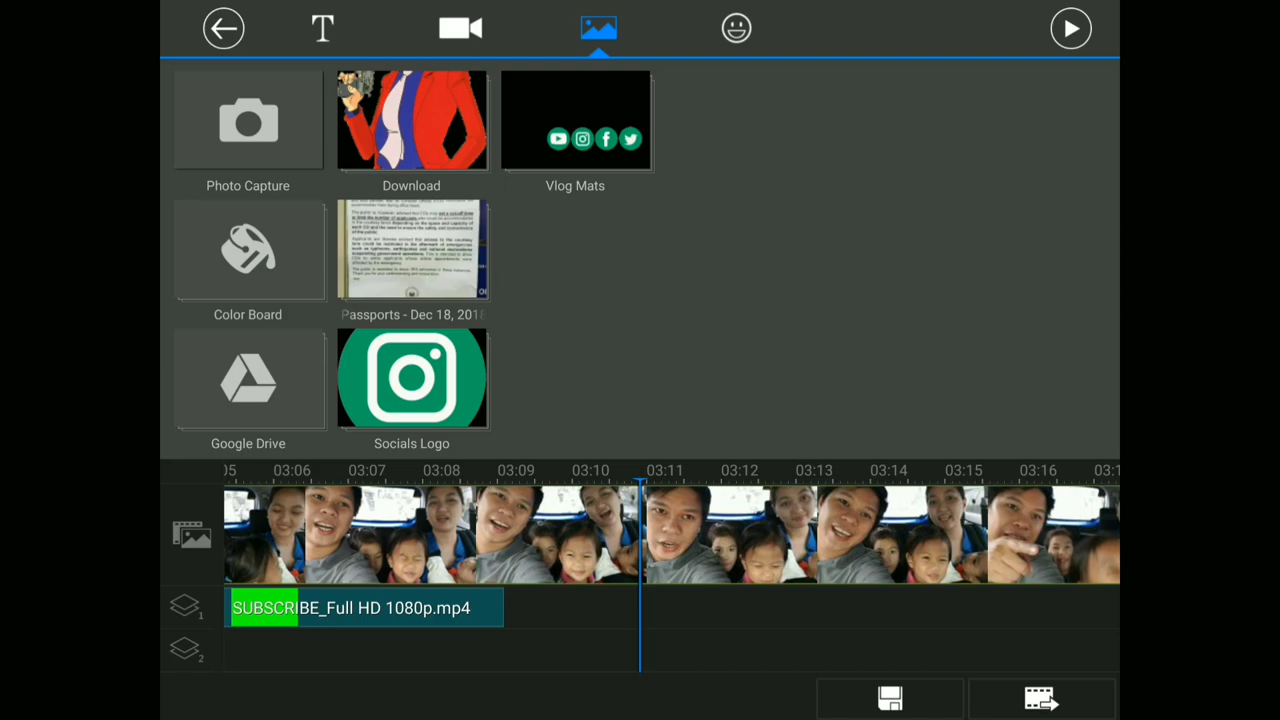 T
Photo Capture
Download
Vlog Mats
Color Board
Passports - Dec 18, 2018
Google Drive
Socials Logo
05 03:06 03:07 03:08 03:09 03:10 03:11 03:12 03:13 03:14 03:15 03:16 03:1
SUBSCRIBE_Full HD 1080p.mp4
1
2